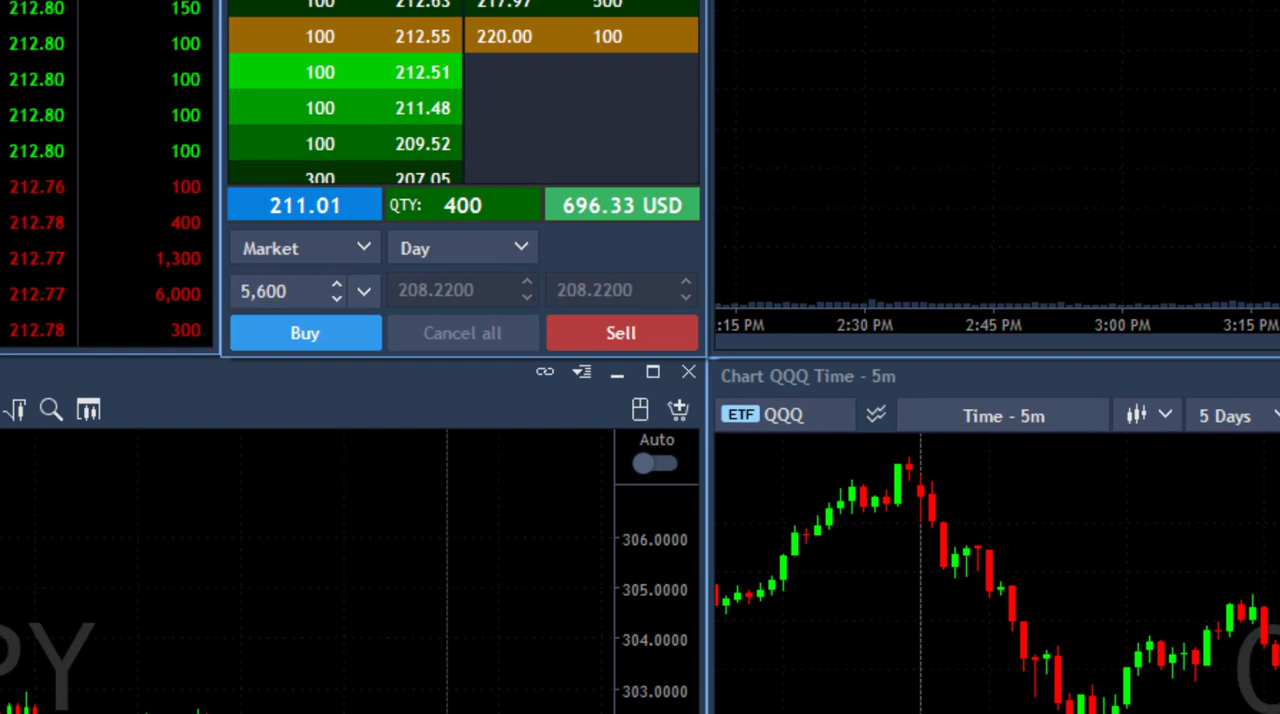 212.80 150
212.80 100
212.80 100
212.80 100
212.80 100
212.76 100
212.78 400
212.77 1,300
212.77 6,000
212.78 300
100 212.63 217.97 500
100 212.55 220.00 100
100 212.51
100 211.48
100 209.52
300 207.05
211.01 QTY: 400 696.33 USD
Market Day
5,600 208.2200 208.2200
Buy Cancel all Sell
:15 PM 2:30 PM 2:45 PM 3:00 PM 3:15 PM
Auto
306.0000
305.0000
304.0000
303.0000
PY
Chart QQQ Time - 5m
ETF QQQ Time - 5m 5 Days